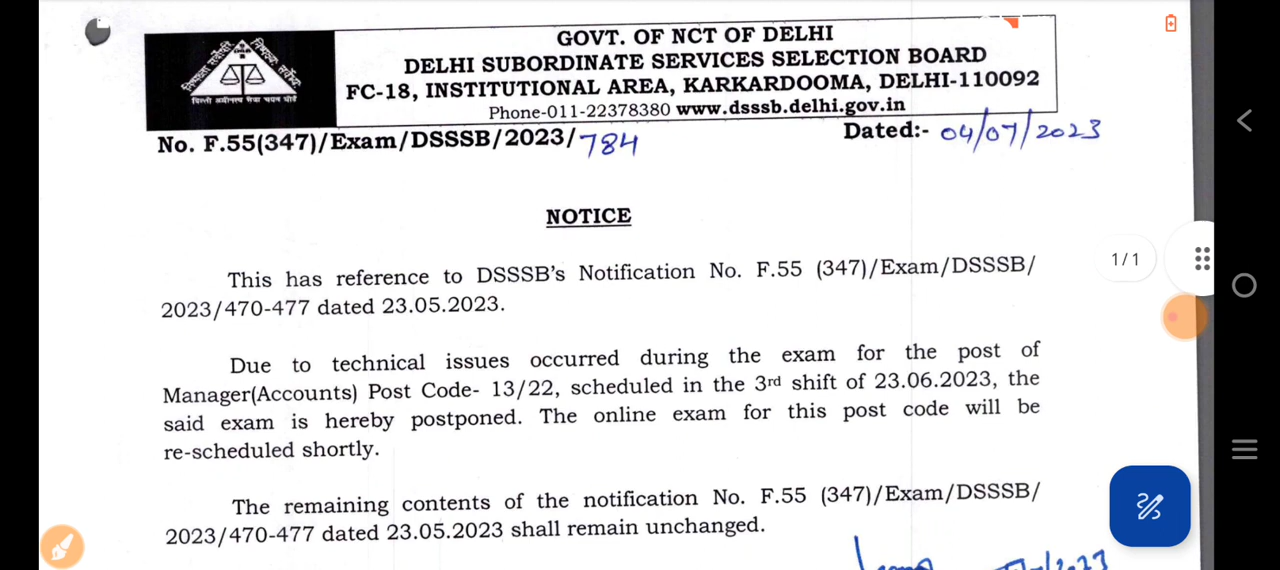 GOVT. OF NCT OF DELHI
DELHI SUBORDINATE SERVICES SELECTION BOARD
FC-18, INSTITUTIONAL AREA, KARKARDOOMA, DELHI-110092
Phone-011-22378380 www.dsssb.delhi.gov.in
No. F.55(347)/Exam/DSSSB/2023/784 Dated:- 04/07/2023
NOTICE
This has reference to DSSSB's Notification No. F.55 (347)/Exam/DSSSB/
2023/470-477 dated 23.05.2023.
1/1
Due to technical issues occurred during the exam for the post of
Manager(Accounts) Post Code- 13/22, scheduled in the 3rd shift of 23.06.2023, the
said exam is hereby postponed. The online exam for this post code will be
re-scheduled shortly.
The remaining contents of the notification No. F.55 (347)/Exam/DSSSB/
2023/470-477 dated 23.05.2023 shall remain unchanged.